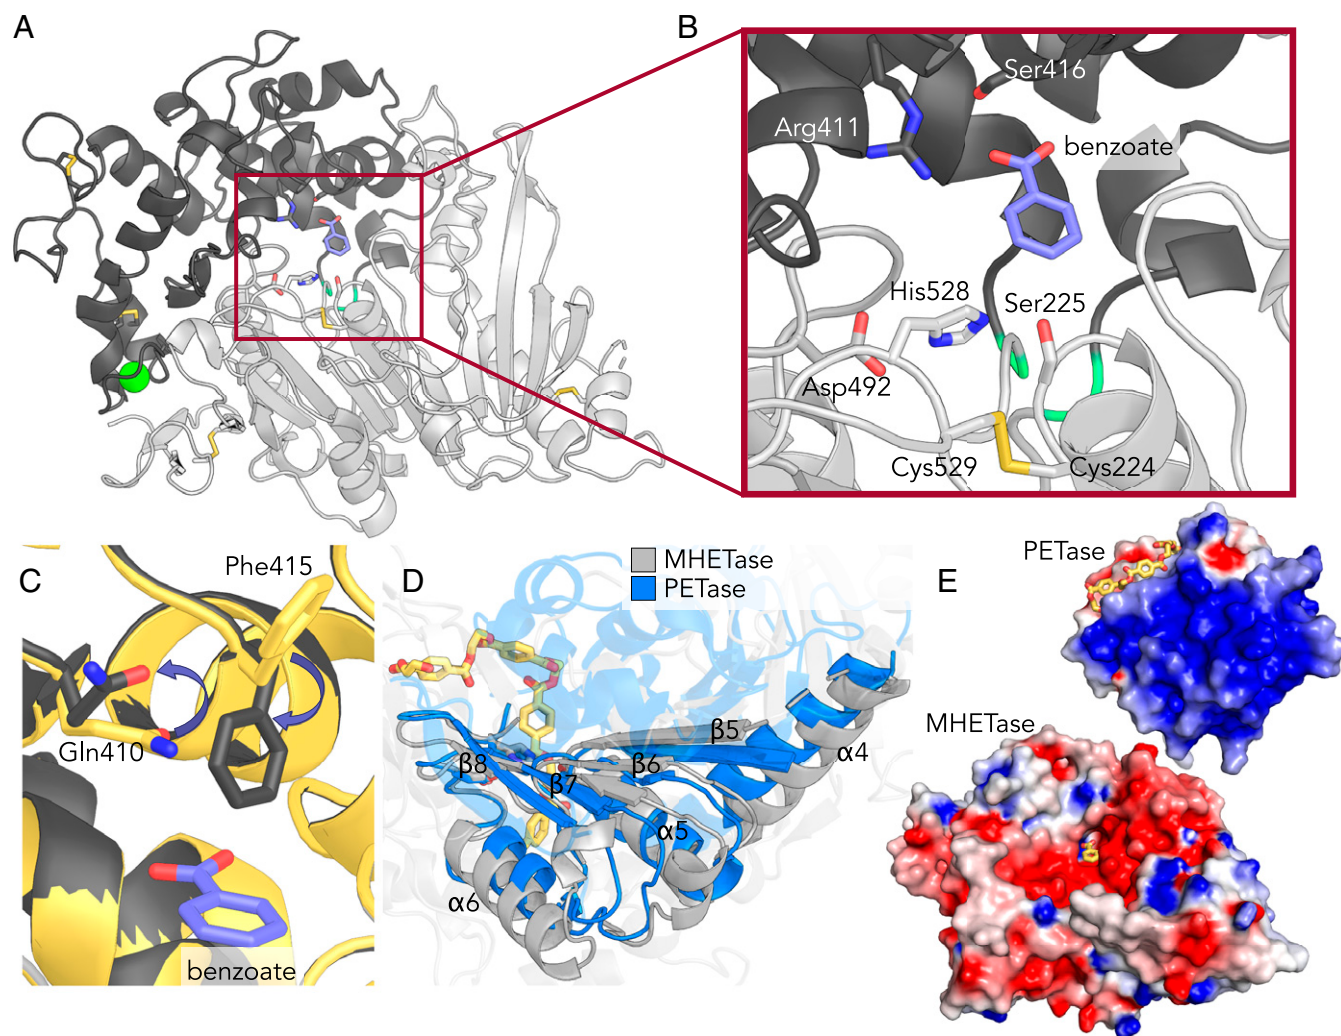 A
B
Ser416
Arg411
benzoate
His528
Ser225
Asp492
Cys529
Cys224
C
Phe415
Gln410
benzoate
D
MHETase
PETase
β5
α4
β8
β7
β6
α5
α6
E
PETase
MHETase